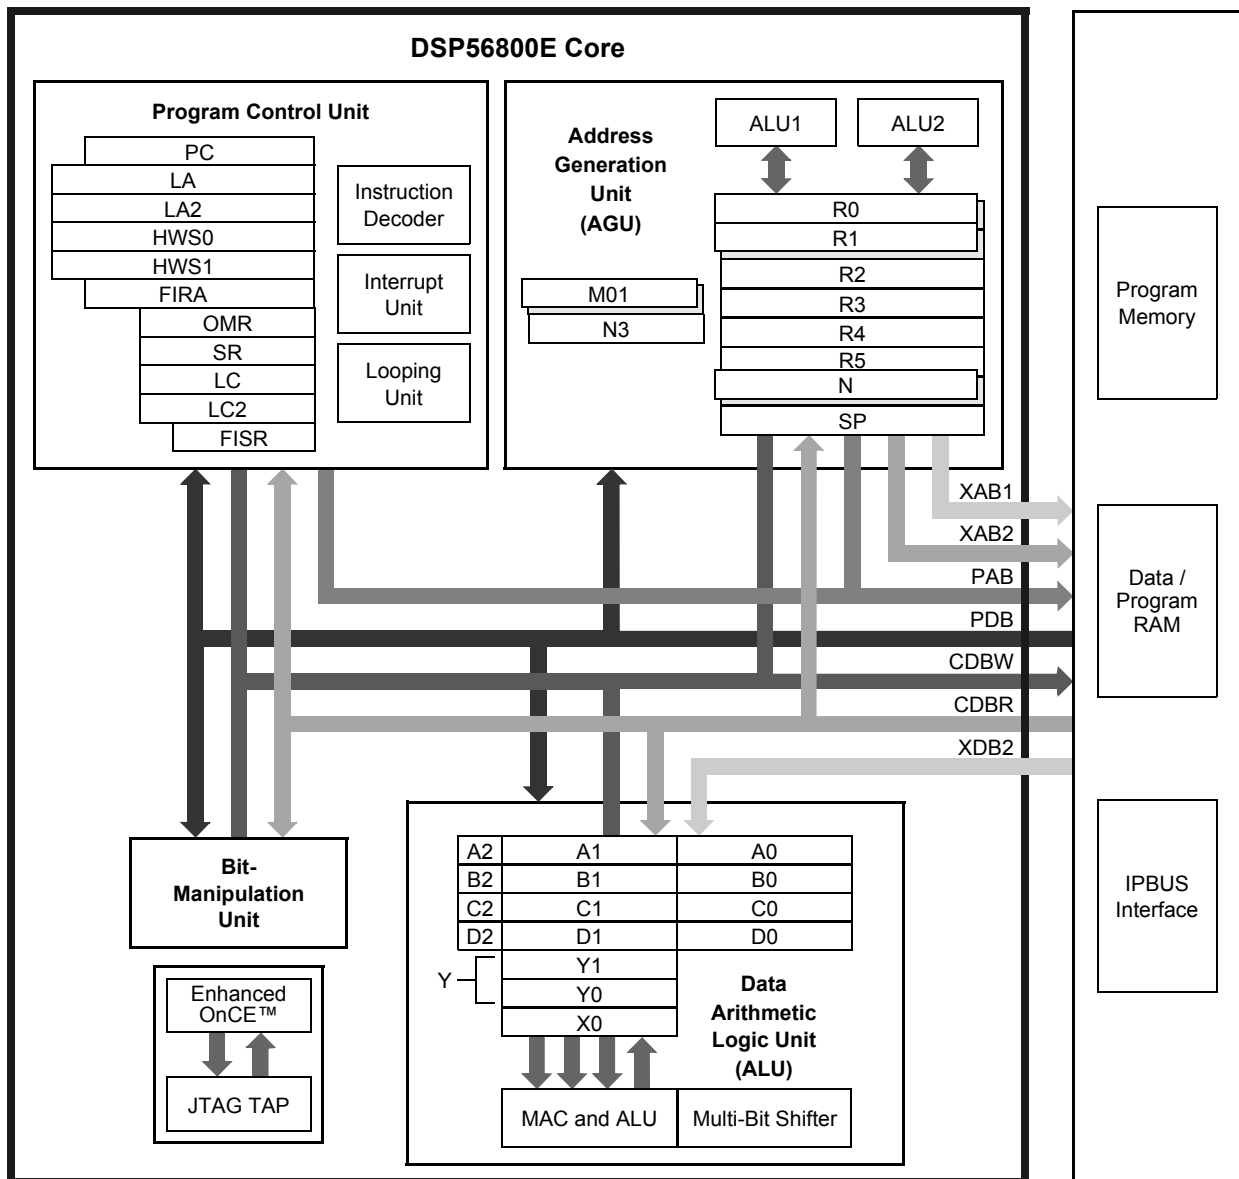 DSP56800E Core
Program Control Unit
PC
LA
LA2
HWS0
HWS1
FIRA
OMR
SR
LC
LC2
FISR
Instruction
Decoder
Interrupt
Unit
Looping
Unit
Address
Generation
Unit
(AGU)
ALU1
ALU2
R0
R1
R2
R3
R4
R5
N
SP
M01
N3
XAB1
XAB2
PAB
PDB
CDBW
CDBR
XDB2
Program
Memory
Data /
Program
RAM
IPBUS
Interface
Bit-
Manipulation
Unit
Enhanced
OnCE™
JTAG TAP
A2 A1 A0
B2 B1 B0
C2 C1 C0
D2 D1 D0
Y
Y1
Y0
X0
Data
Arithmetic
Logic Unit
(ALU)
MAC and ALU
Multi-Bit Shifter